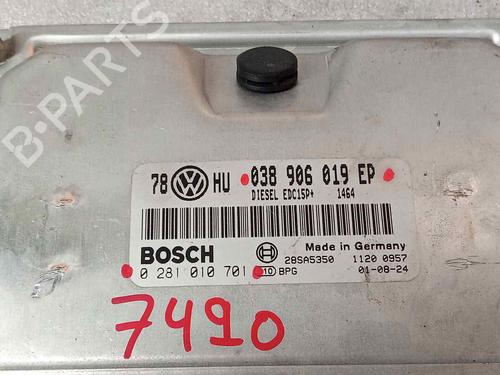 B-PARTS
78 HU 038 906 019 EP
DIESEL EDC15P+ 1464
BOSCH
Made in Germany
28SA5350 1120 0957
0 281 010 701 BPG 01-08-24
7490